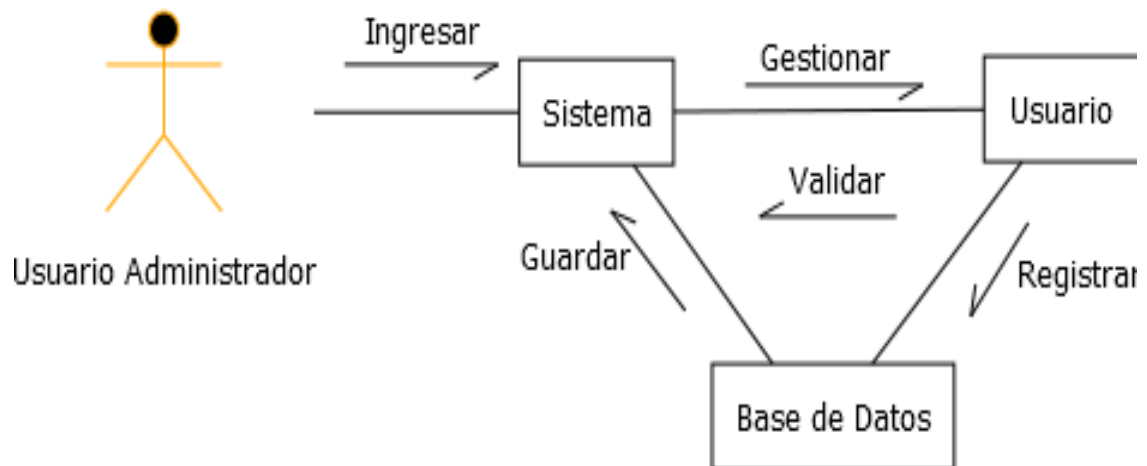 Ingresar
Gestionar
Sistema
Usuario
Validar
Guardar
Usuario Administrador
Registrar
Base de Datos